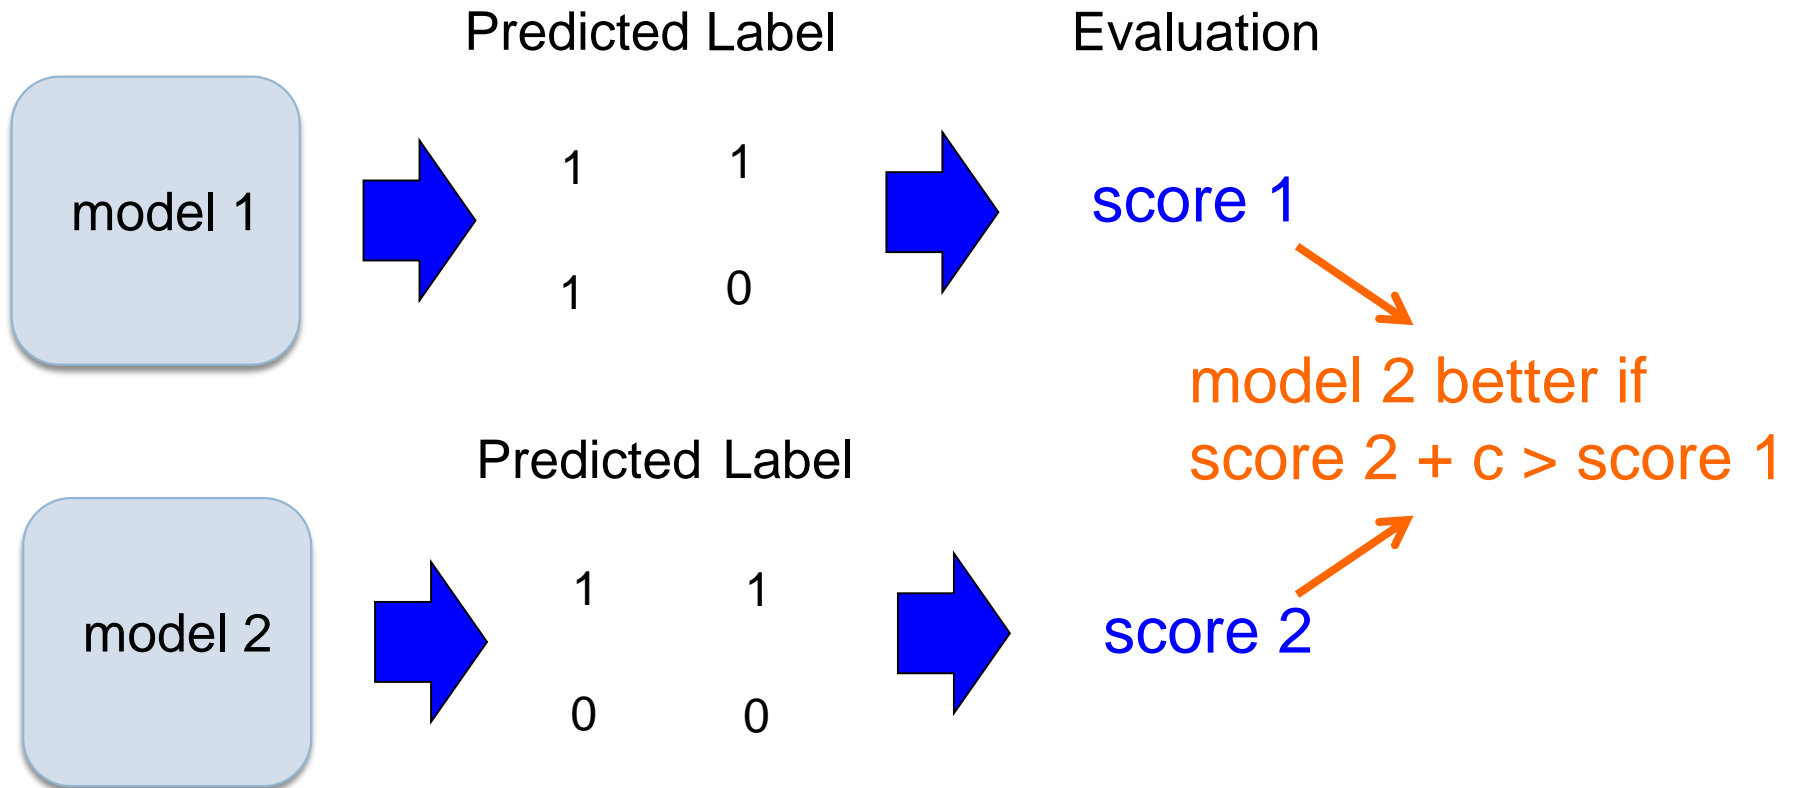 Predicted Label Evaluation
model 1
1 1
1 0
score 1
model 2 better if
score 2 + c > score 1
Predicted Label
model 2
1 1
0 0
score 2